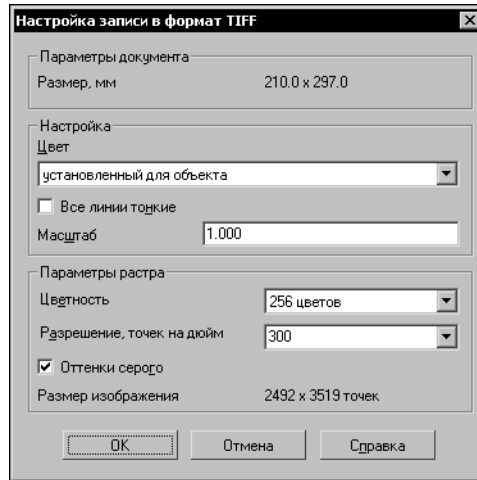 Настройка записи в формат TIFF
Параметры документа
Размер, мм 210.0 x 297.0
Настройка
Цвет
установленный для объекта
Все линии тонкие
Масштаб 1.000
Параметры растра
Цветность 256 цветов
Разрешение, точек на дюйм 300
Оттенки серого
Размер изображения 2492 x 3519 точек
OK Отмена Справка